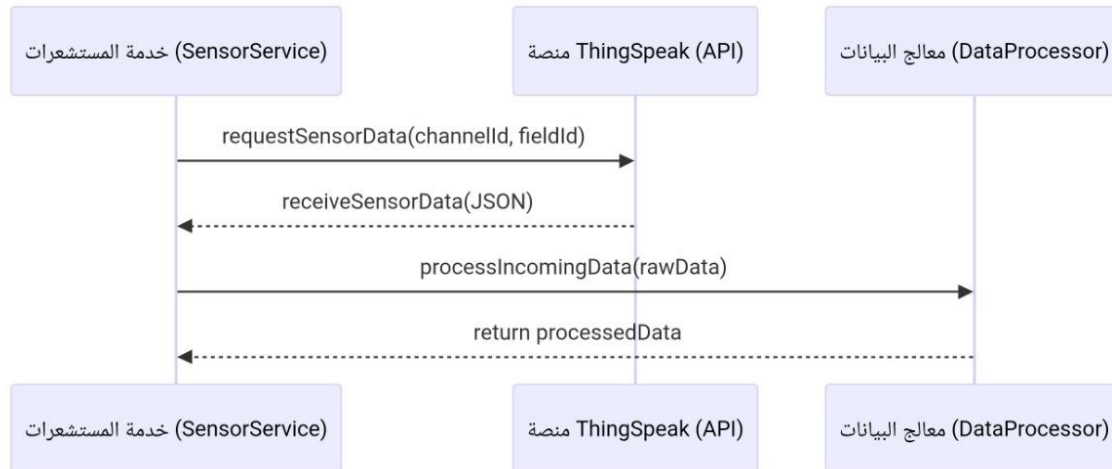 خدمة المستشعرات (SensorService)
منصة ThingSpeak (API)
معالج البيانات (DataProcessor)
requestSensorData(channelId, fieldId)
receiveSensorData(JSON)
processIncomingData(rawData)
return processedData
خدمة المستشعرات (SensorService)
منصة ThingSpeak (API)
معالج البيانات (DataProcessor)